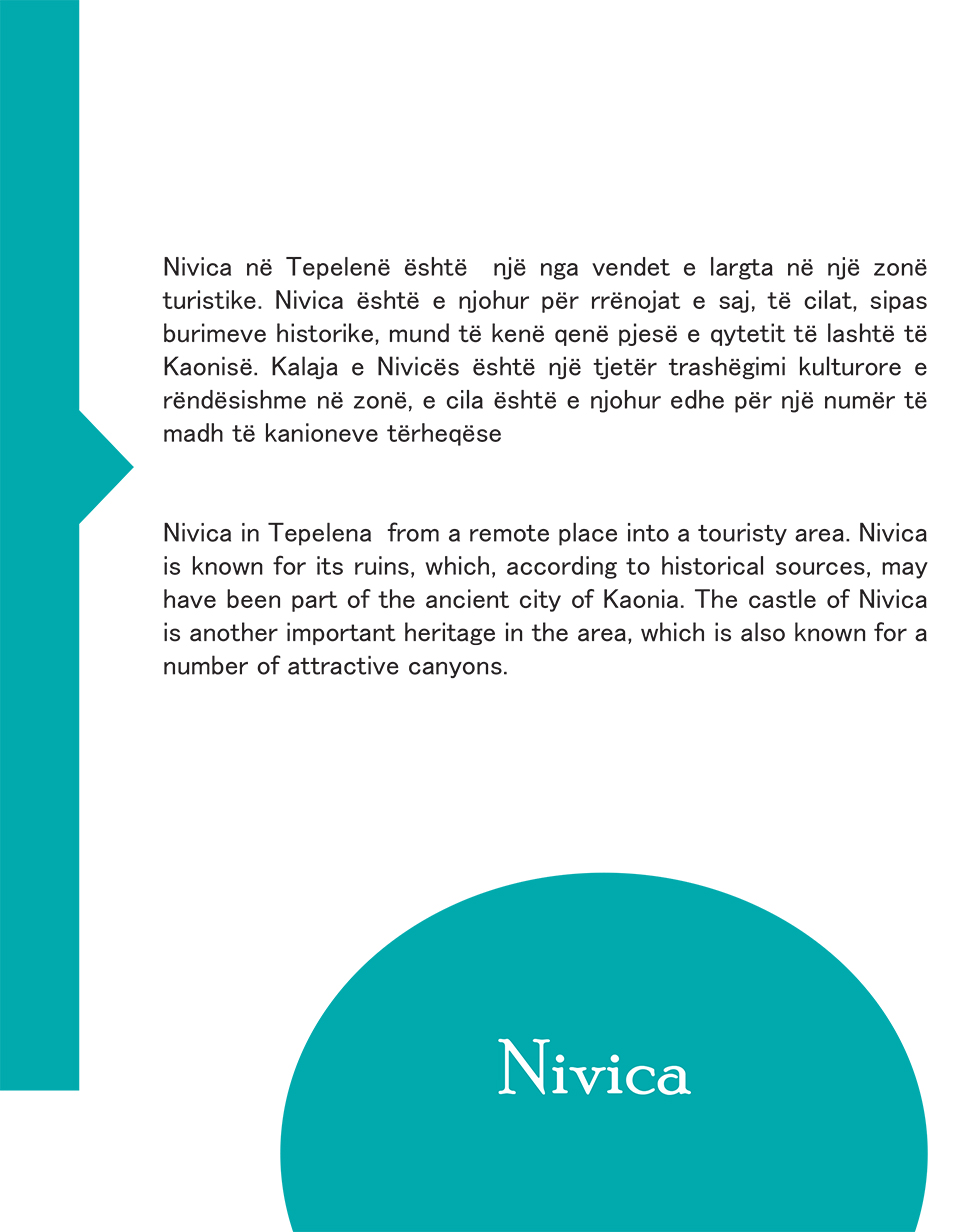 Nivica në Tepelenë është një nga vendet e largta në një zonë
turistike. Nivica është e njohur për rrënojat e saj, të cilat, sipas
burimeve historike, mund të kenë qenë pjesë e qytetit të lashtë të
Kaonisë. Kalaja e Nivicës është një tjetër trashëgimi kulturore e
rëndësishme në zonë, e cila është e njohur edhe për një numër të
madh të kanioneve tërheqëse
Nivica in Tepelena from a remote place into a touristy area. Nivica
is known for its ruins, which, according to historical sources, may
have been part of the ancient city of Kaonia. The castle of Nivica
is another important heritage in the area, which is also known for a
number of attractive canyons.
Nivica